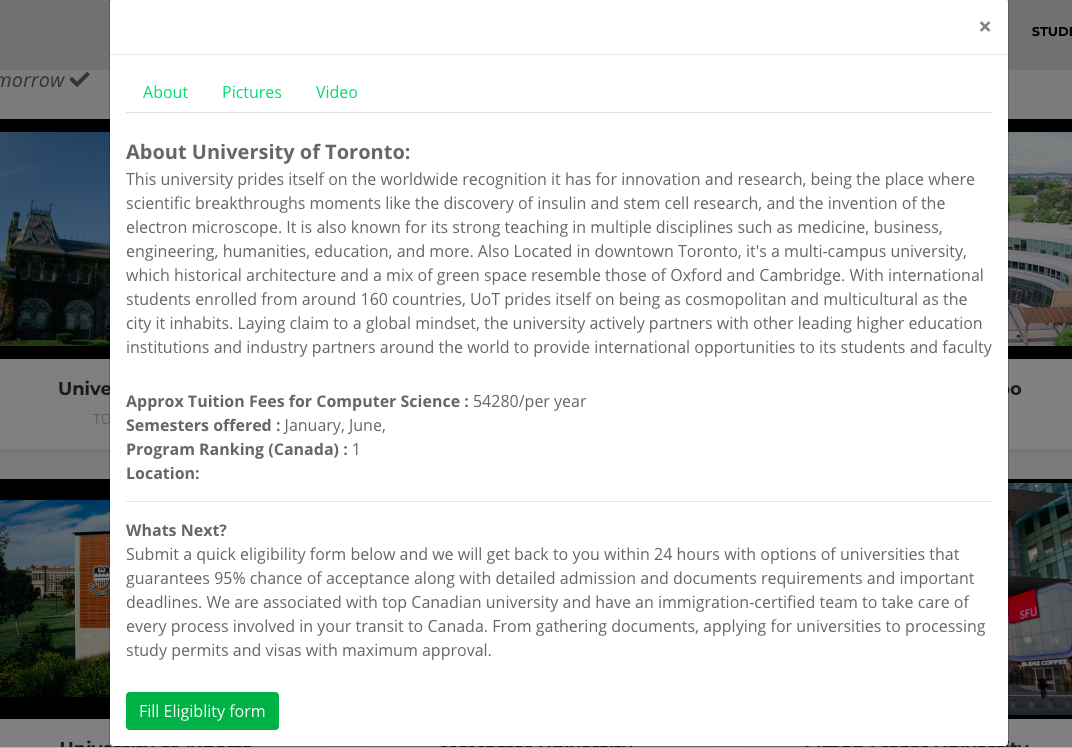 ×
STUDE
morrow
About Pictures Video
About University of Toronto:
This university prides itself on the worldwide recognition it has for innovation and research, being the place where
scientific breakthroughs moments like the discovery of insulin and stem cell research, and the invention of the
electron microscope. It is also known for its strong teaching in multiple disciplines such as medicine, business,
engineering, humanities, education, and more. Also Located in downtown Toronto, it's a multi-campus university,
which historical architecture and a mix of green space resemble those of Oxford and Cambridge. With international
students enrolled from around 160 countries, UoT prides itself on being as cosmopolitan and multicultural as the
city it inhabits. Laying claim to a global mindset, the university actively partners with other leading higher education
institutions and industry partners around the world to provide international opportunities to its students and faculty
Unive
oo
TO
Approx Tuition Fees for Computer Science : 54280/per year
Semesters offered : January, June,
Program Ranking (Canada) : 1
Location:
Whats Next?
Submit a quick eligibility form below and we will get back to you within 24 hours with options of universities that
guarantees 95% chance of acceptance along with detailed admission and documents requirements and important
deadlines. We are associated with top Canadian university and have an immigration-certified team to take care of
every process involved in your transit to Canada. From gathering documents, applying for universities to processing
study permits and visas with maximum approval.
SFU
BLENZ COFFEE
Fill Eligiblity form